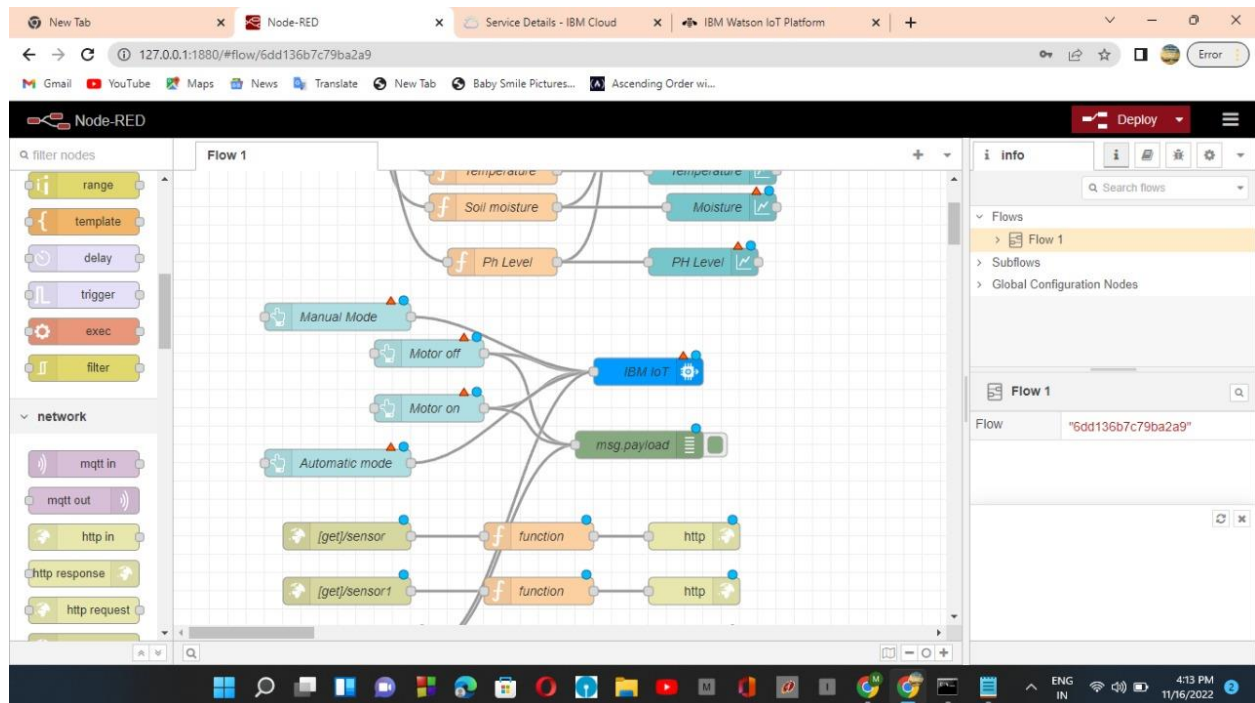 New Tab
Node-RED
Service Details - IBM Cloud
IBM Watson IoT Platform
127.0.0.1:1880/#flow/6dd136b7c79ba2a9
Error
Gmail YouTube Maps News Translate New Tab Baby Smile Pictures... Ascending Order wi...
Node-RED
Deploy
filter nodes
Flow 1
i info
range
template
delay
trigger
exec
filter
network
mqtt in
mqtt out
http in
http response
http request
Temperature
Temperature
Soil moisture
Moisture
Ph Level
PH Level
Manual Mode
Motor off
IBM IoT
Motor on
msg.payload
Automatic mode
[get]/sensor
function
http
[get]/sensor1
function
http
Search flows
Flows
Flow 1
Subflows
Global Configuration Nodes
Flow 1
Flow "6dd136b7c79ba2a9"
ENG
IN
4:13 PM
11/16/2022
2